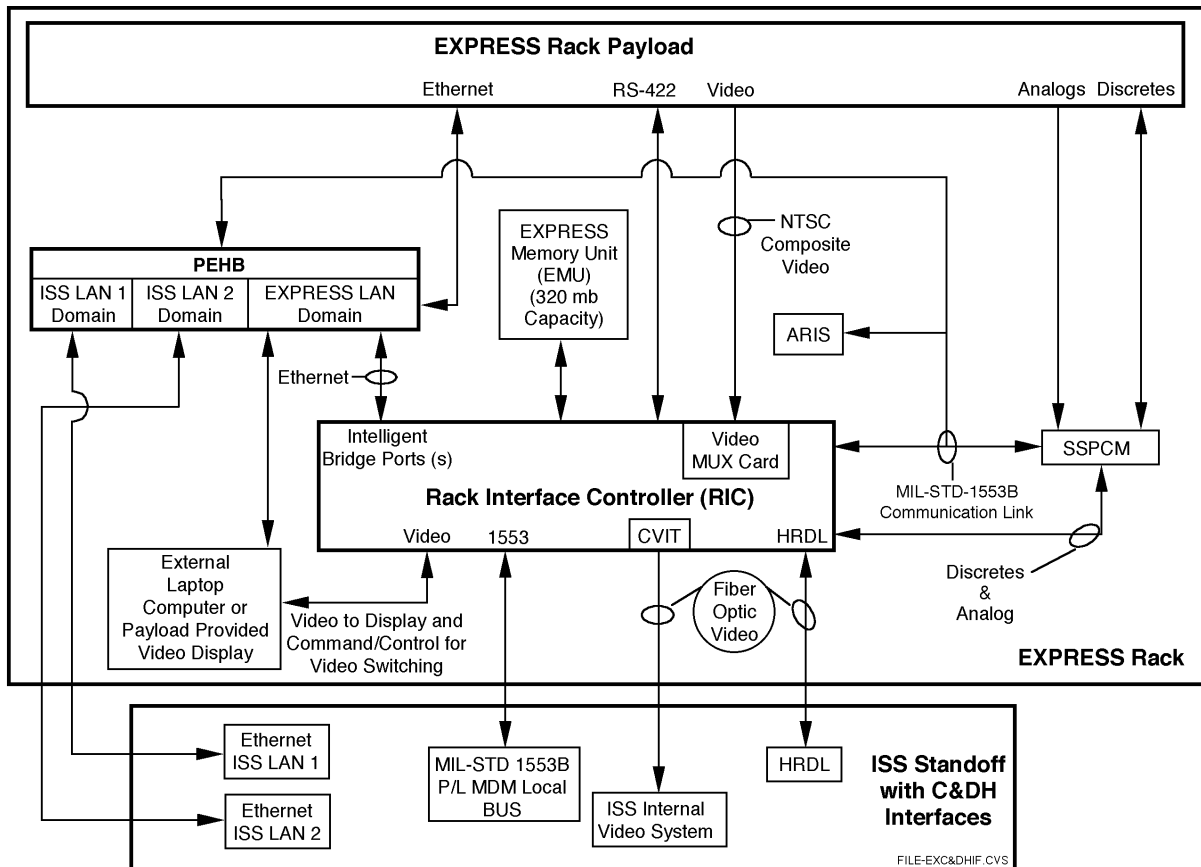 EXPRESS Rack Payload
Ethernet
RS-422
Video
Analogs
Discretes
NTSC
Composite
Video
EXPRESS
Memory Unit
(EMU)
(320 mb
Capacity)
PEHB
ISS LAN 1
Domain
ISS LAN 2
Domain
EXPRESS LAN
Domain
ARIS
Ethernet
Intelligent
Bridge Ports (s)
Video
MUX Card
SSPCM
Rack Interface Controller (RIC)
MIL-STD-1553B
Communication Link
Video
1553
CVIT
HRDL
External
Laptop
Computer or
Payload Provided
Video Display
Video to Display and
Command/Control for
Video Switching
Fiber
Optic
Video
Discretes
&
Analog
EXPRESS Rack
Ethernet
ISS LAN 1
Ethernet
ISS LAN 2
MIL-STD 1553B
P/L MDM Local
BUS
ISS Internal
Video System
HRDL
ISS Standoff
with C&DH
Interfaces
FILE-EXC&DHIF.CVS